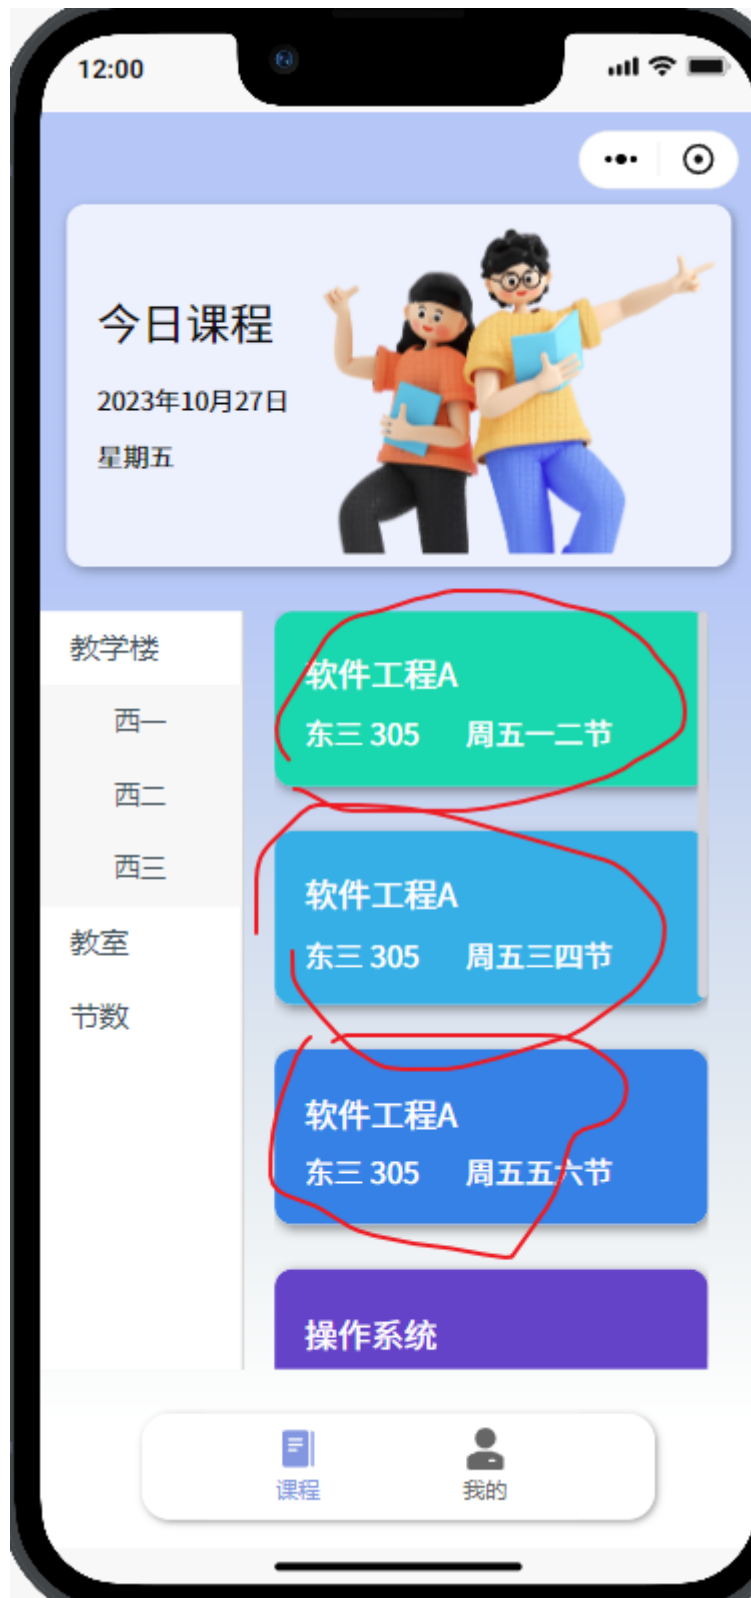 12:00
今日课程
2023年10月27日
星期五
教学楼
西一
西二
西三
教室
节数
软件工程A
东三 305 周五一二节
软件工程A
东三 305 周五三四节
软件工程A
东三 305 周五五六节
操作系统
课程
我的